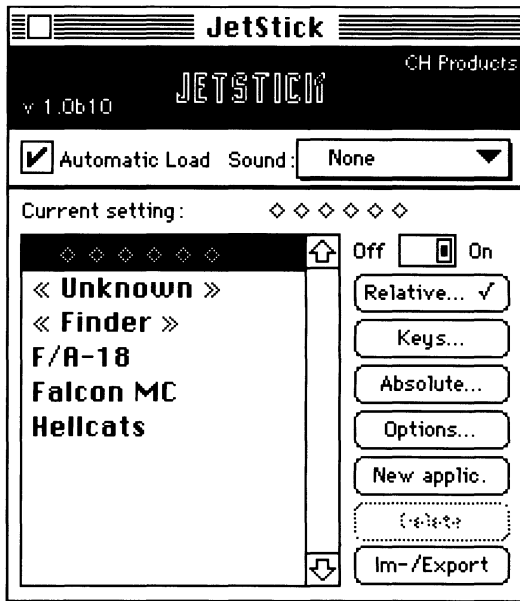 JetStick
CH Products
JETSTICK
v 1.0b10
Automatic Load Sound: None
Current setting: ◇ ◇ ◇ ◇ ◇ ◇
◇ ◇ ◇ ◇ ◇ ◇
Off On
« Unknown »
« Finder »
F/A-18
Falcon MC
Hellcats
Relative... ✓
Keys...
Absolute...
Options...
New applic.
Delete
Im-/Export